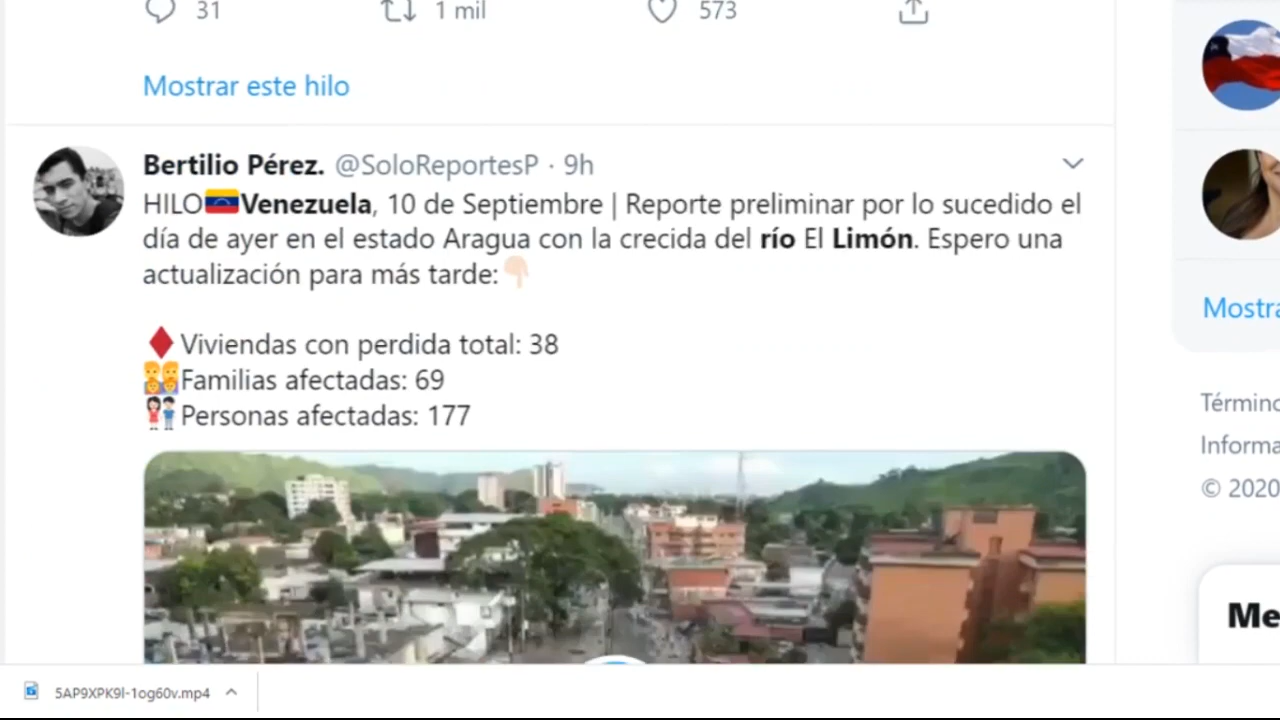 31 1 mil 573
Mostrar este hilo
Bertilio Pérez. @SoloReportesP · 9h
HILO🇻🇪Venezuela, 10 de Septiembre | Reporte preliminar por lo sucedido el
día de ayer en el estado Aragua con la crecida del río El Limón. Espero una
actualización para más tarde:👇🏻
♦️Viviendas con perdida total: 38
👨‍👩‍👧‍👦Familias afectadas: 69
👫🏻Personas afectadas: 177
Mostra
Término
Informa
© 2020
Me
5AP9XPK9l-1og60v.mp4